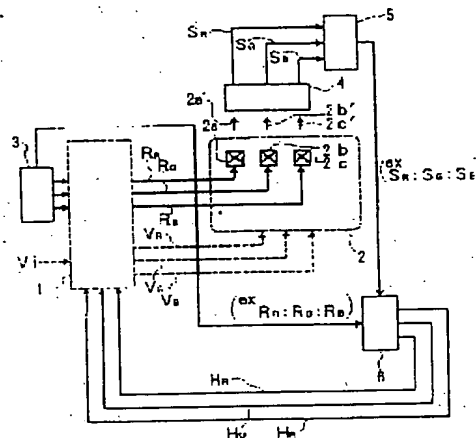 SR
SG
SB
5
4
2a'
2b'
2c'
2a
2b
2c
3
RR
RG
RB
(ex SR:SG:SB
VR
VG
VB
2
Vi
1
(ex RR:RG:RB)
HR
HG
HB